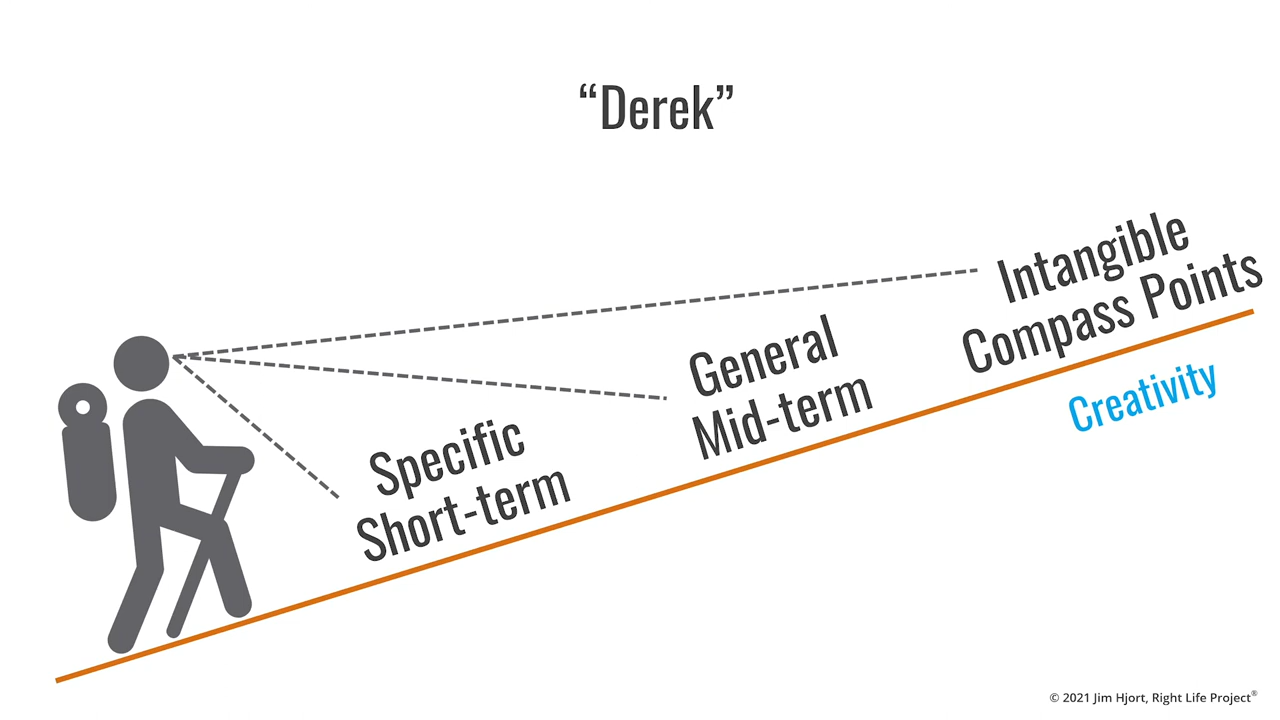 “Derek”
Specific
Short-term
General
Mid-term
Intangible
Compass Points
Creativity
© 2021 Jim Hjort, Right Life Project®